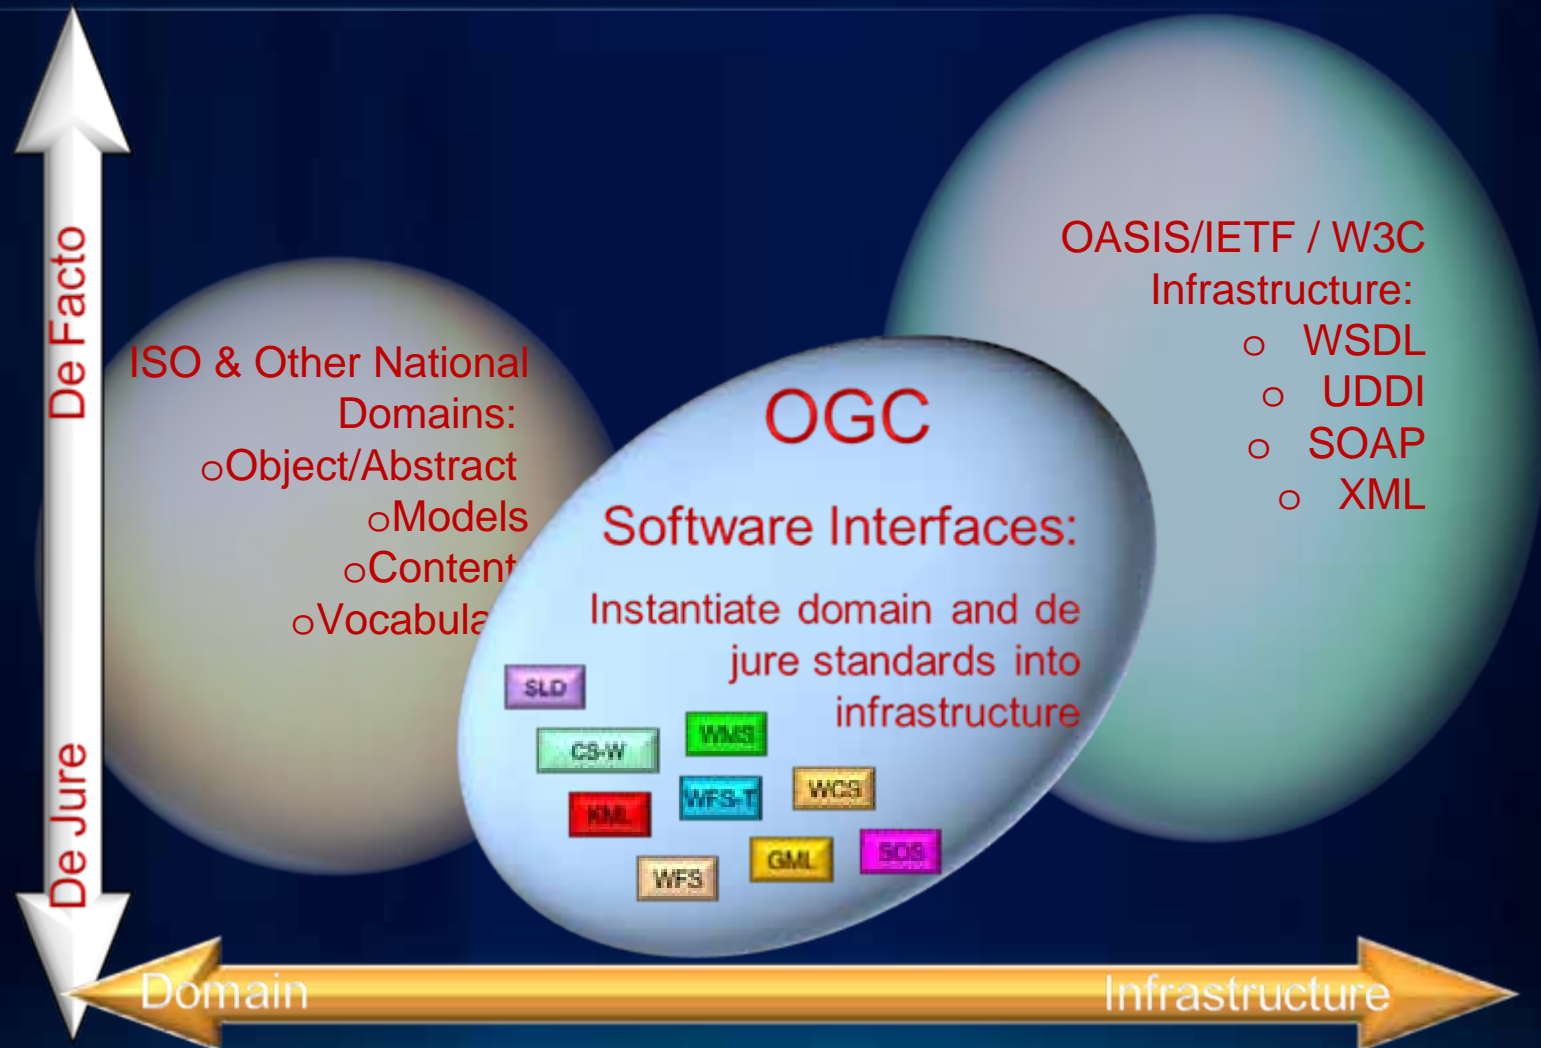 De Facto
De Jure
ISO & Other National
Domains:
oObject/Abstract
oModels
oContent
OGC
Software Interfaces:
Instantiate domain and de
jure standards into
infrastructure
SLD
CS-W
WMS
KML
WFS-T
WCS
WFS
GML
SOS
OASIS/IETF / W3C
Infrastructure:
o WSDL
o UDDI
o SOAP
o XML
Domain
Infrastructure